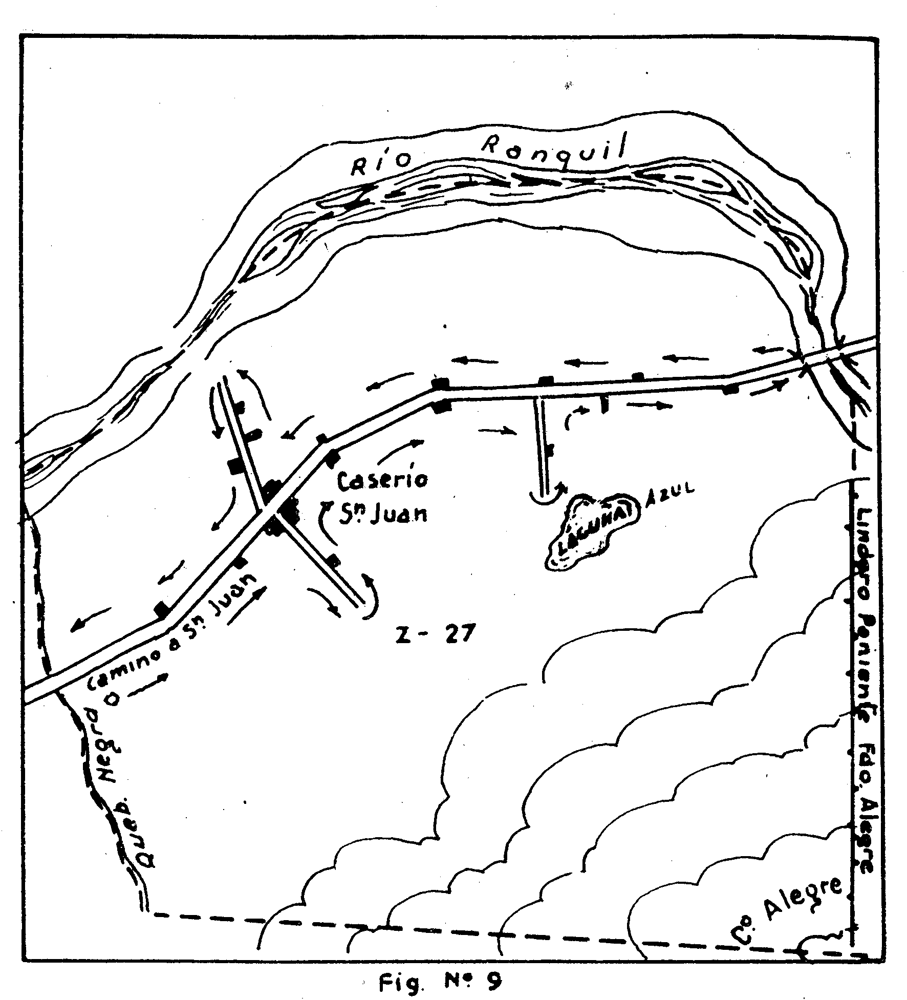 Río Ranquil
Caserío
Sn. Juan
LAGUNA AZUL
Camino a Sn. Juan
Z - 27
Qued. Negra
Lindero Poniente Fdo. Alegre
Co. Alegre
Fig. No. 9